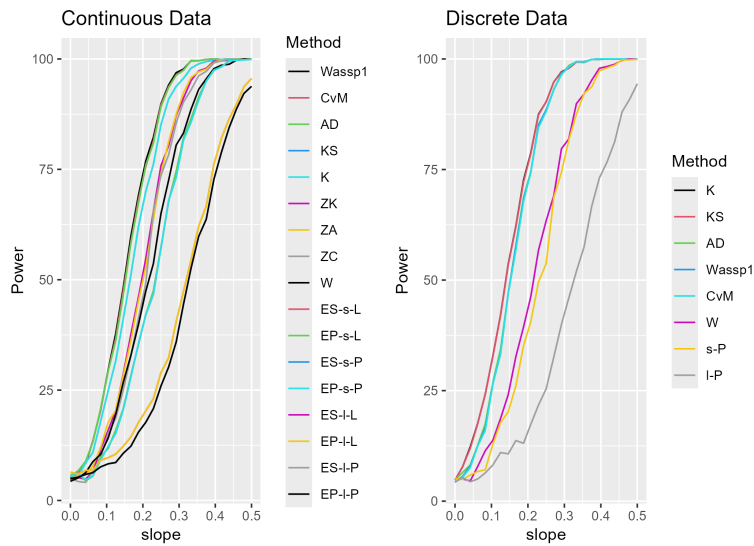 Continuous Data
Power
100
75
50
25
0
0.0 0.1 0.2 0.3 0.4 0.5
slope
Method
Wassp1
CvM
AD
KS
K
ZK
ZA
ZC
W
ES-s-L
EP-s-L
ES-s-P
EP-s-P
ES-l-L
EP-l-L
ES-l-P
EP-l-P
Discrete Data
Power
100
75
50
25
0
0.0 0.1 0.2 0.3 0.4 0.5
slope
Method
K
KS
AD
Wassp1
CvM
W
s-P
l-P